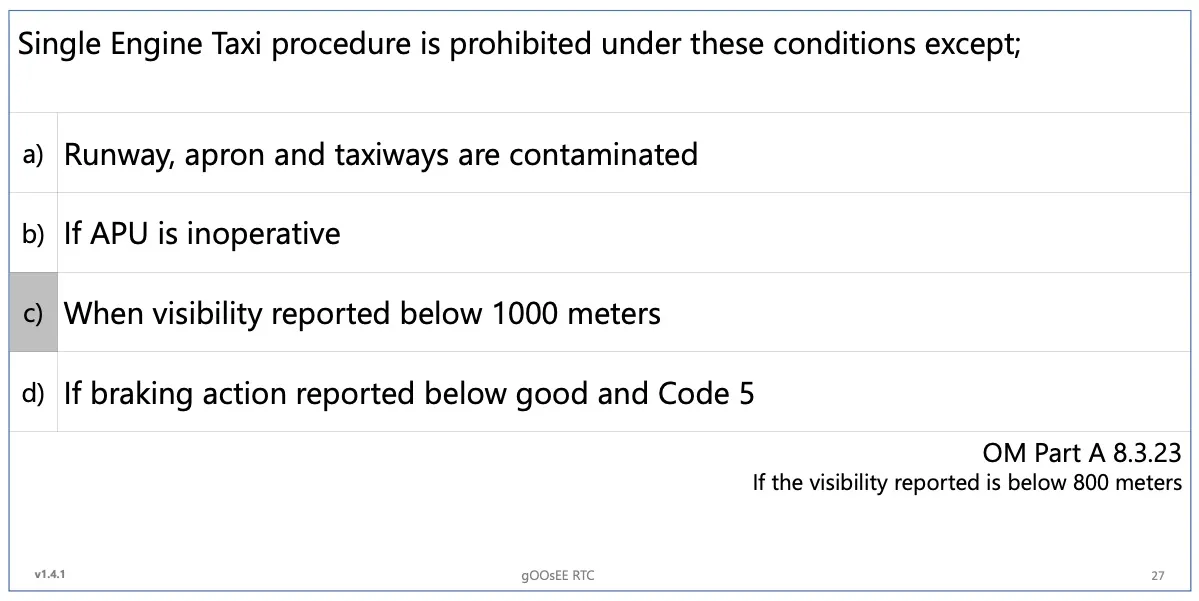 Single Engine Taxi procedure is prohibited under these conditions except;
a) Runway, apron and taxiways are contaminated
b) If APU is inoperative
c) When visibility reported below 1000 meters
d) If braking action reported below good and Code 5
OM Part A 8.3.23
If the visibility reported is below 800 meters
v1.4.1 gOOsEE RTC 27